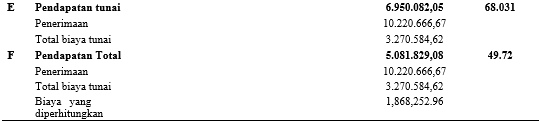 E Pendapatan tunai 6.950.082,05 68.031
Penerimaan 10.220.666,67
Total biaya tunai 3.270.584,62
F Pendapatan Total 5.081.829,08 49.72
Penerimaan 10.220.666,67
Total biaya tunai 3.270.584,62
Biaya yang 1,868,252.96
diperhitungkan